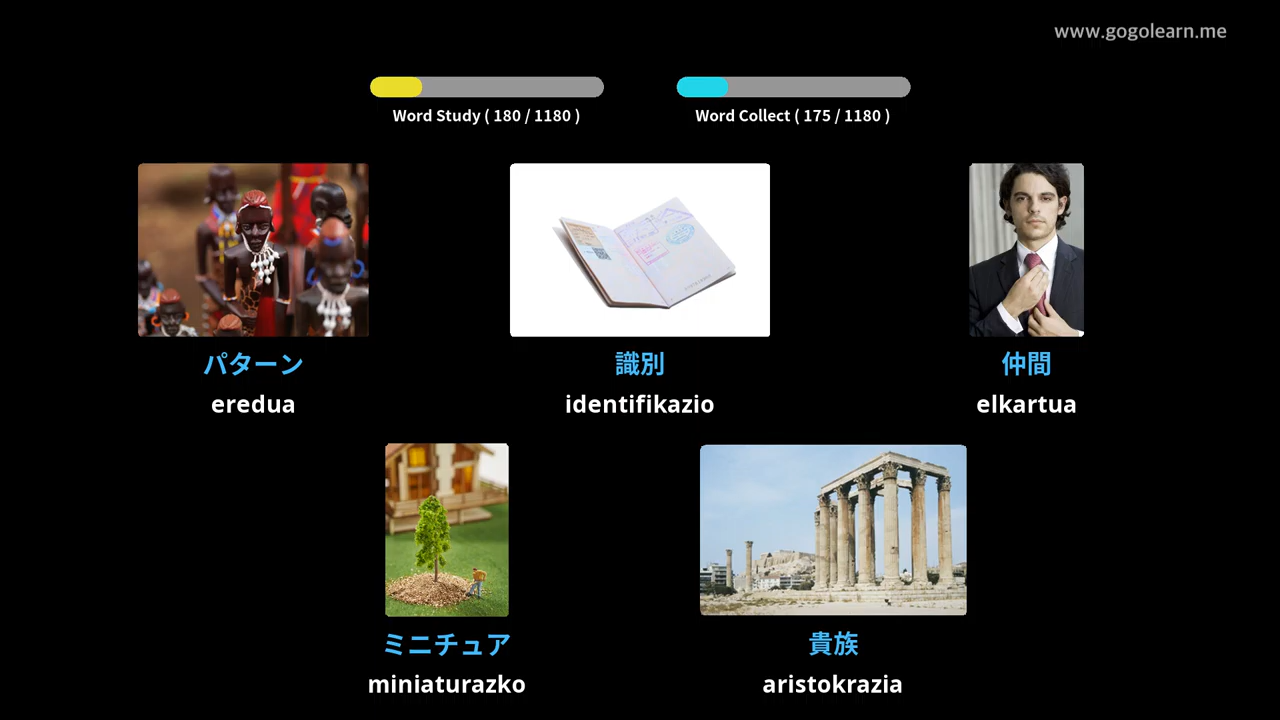 www.gogolearn.me
Word Study ( 180 / 1180 )
Word Collect ( 175 / 1180 )
パターン
識別
仲間
eredua
identifikazio
elkartua
ミニチュア
貴族
miniaturazko
aristokrazia